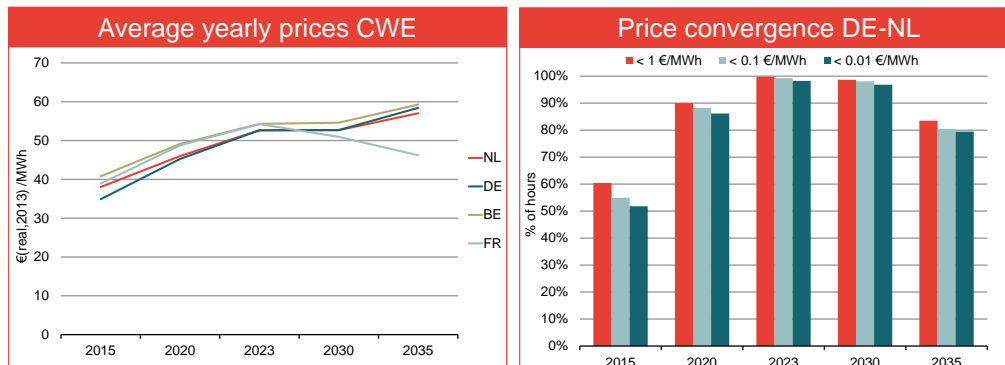 Average yearly prices CWE
70
60
50
40
30
20
10
0
€(real,2013) /MWh
2015 2020 2023 2030 2035
NL
DE
BE
FR
Price convergence DE-NL
< 1 €/MWh < 0.1 €/MWh < 0.01 €/MWh
100%
90%
80%
70%
60%
50%
40%
30%
20%
10%
0%
% of hours
2015 2020 2023 2030 2035